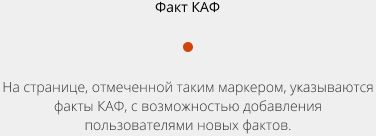 Факт КАФ
На странице, отмеченной таким маркером, указываются
факты КАФ, с возможностью добавления
пользователями новых фактов.